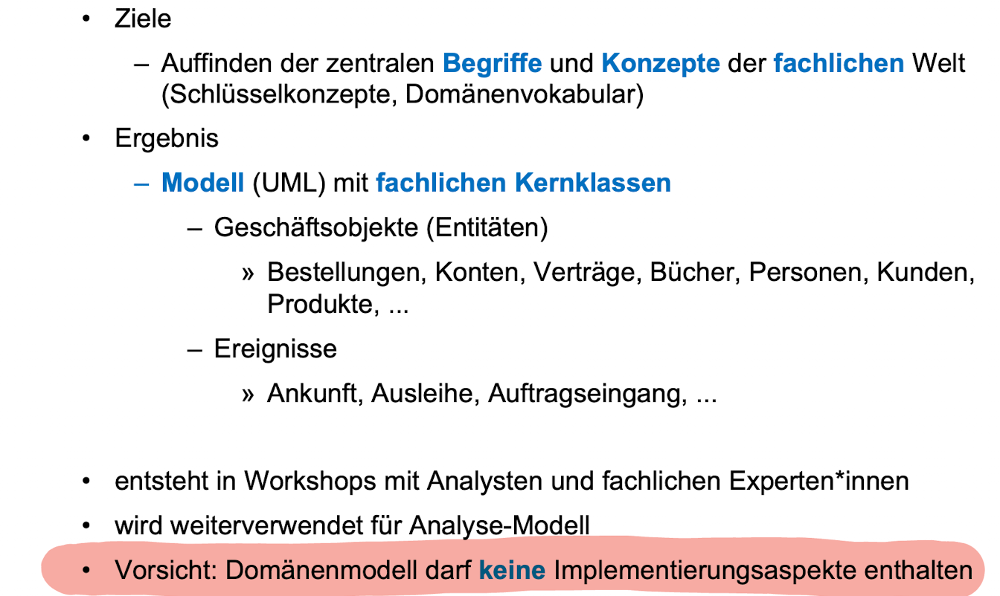 • Ziele
– Auffinden der zentralen Begriffe und Konzepte der fachlichen Welt
(Schlüsselkonzepte, Domänenvokabular)
• Ergebnis
– Modell (UML) mit fachlichen Kernklassen
– Geschäftsobjekte (Entitäten)
» Bestellungen, Konten, Verträge, Bücher, Personen, Kunden,
Produkte, ...
– Ereignisse
» Ankunft, Ausleihe, Auftragseingang, ...
• entsteht in Workshops mit Analysten und fachlichen Experten*innen
• wird weiterverwendet für Analyse-Modell
• Vorsicht: Domänenmodell darf keine Implementierungsaspekte enthalten